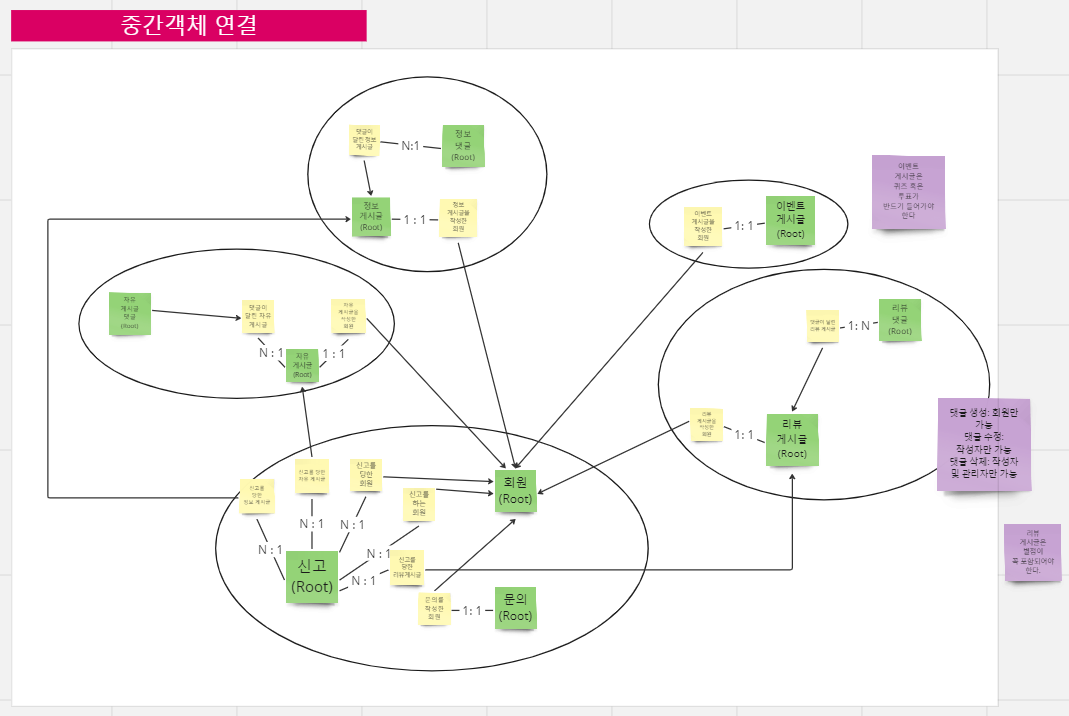 중간객체 연결
댓글이
달린 정보
게시글
N:1
정보
댓글
(Root)
정보
게시글
(Root)
1 : 1
정보
게시글을
작성한
회원
이벤트
게시글을
작성한
회원
1: 1
이벤트
게시글
(Root)
이벤트
게시글은
퀴즈 혹은
투표가
반드기 들어가야
한다
자유
게시글
댓글
(Root)
댓글이
달린 자유
게시글
자유
게시글을
작성한
회원
N : 1
자유
게시글
(Root)
1 : 1
댓글이 달린
리뷰 게시글
1: N
리뷰
댓글
(Root)
리뷰
게시글을
작성한
회원
1: 1
리뷰
게시글
(Root)
댓글 생성: 회원만
가능
댓글 수정:
작성자만 가능
댓글 삭제: 작성자
및 관리자만 가능
리뷰
게시글은
별점이
꼭 포함되어야
한다.
신고를
당한
정보 게시글
신고를 당한
자유 게시글
신고를
당한
회원
신고를
하는
회원
회원
(Root)
N : 1
N : 1
N : 1
N : 1
N : 1
신고
(Root)
신고를
당한
리뷰게시글
문의를
작성한
회원
1: 1
문의
(Root)